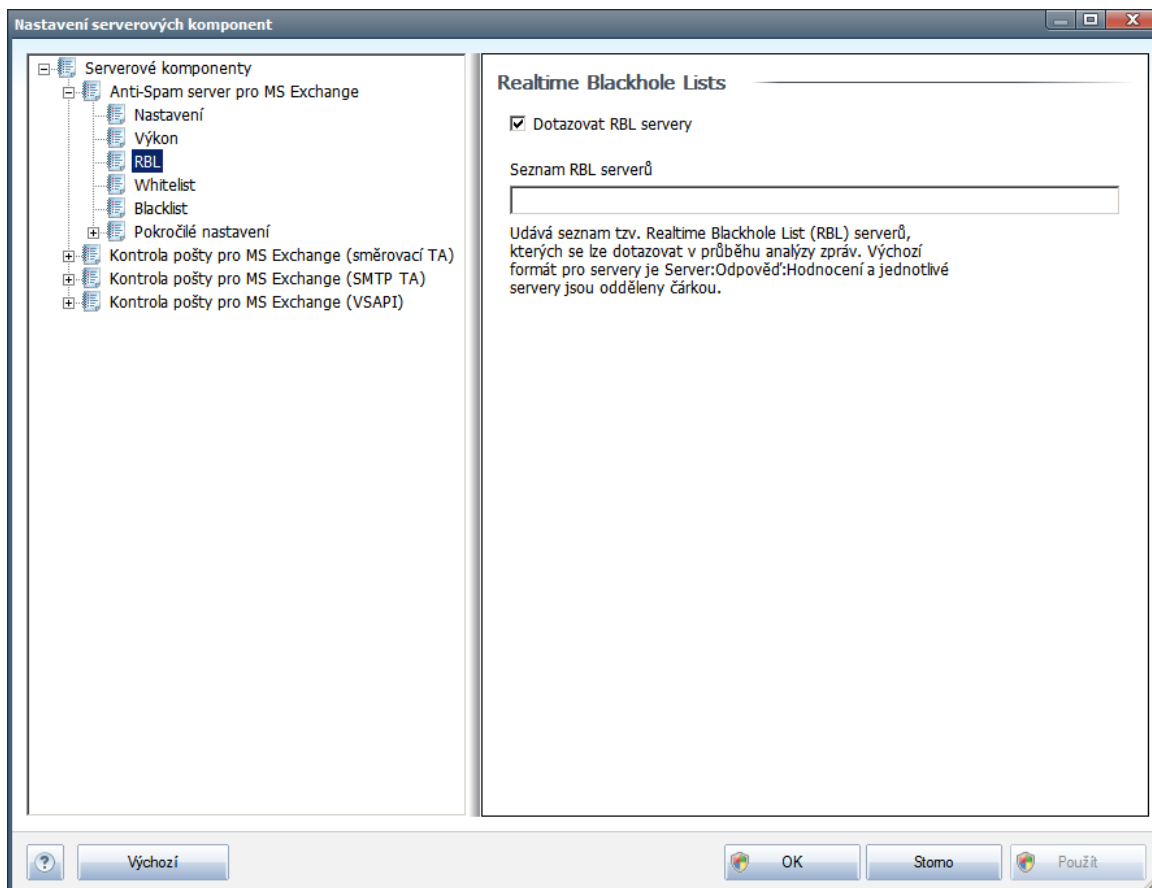 Nastavení serverových komponent
Serverové komponenty
Anti-Spam server pro MS Exchange
Nastavení
Výkon
RBL
Whitelist
Blacklist
Pokročilé nastavení
Kontrola pošty pro MS Exchange (směrovací TA)
Kontrola pošty pro MS Exchange (SMTP TA)
Kontrola pošty pro MS Exchange (VSAPI)
Realtime Blackhole Lists
Dotazovat RBL servery
Seznam RBL serverů
Udává seznam tzv. Realtime Blackhole List (RBL) serverů,
kterých se lze dotazovat v průběhu analýzy zpráv. Výchozí
formát pro servery je Server:Odpověď:Hodnocení a jednotlivé
servery jsou odděleny čárkou.
?
Výchozí
OK
Storno
Použít